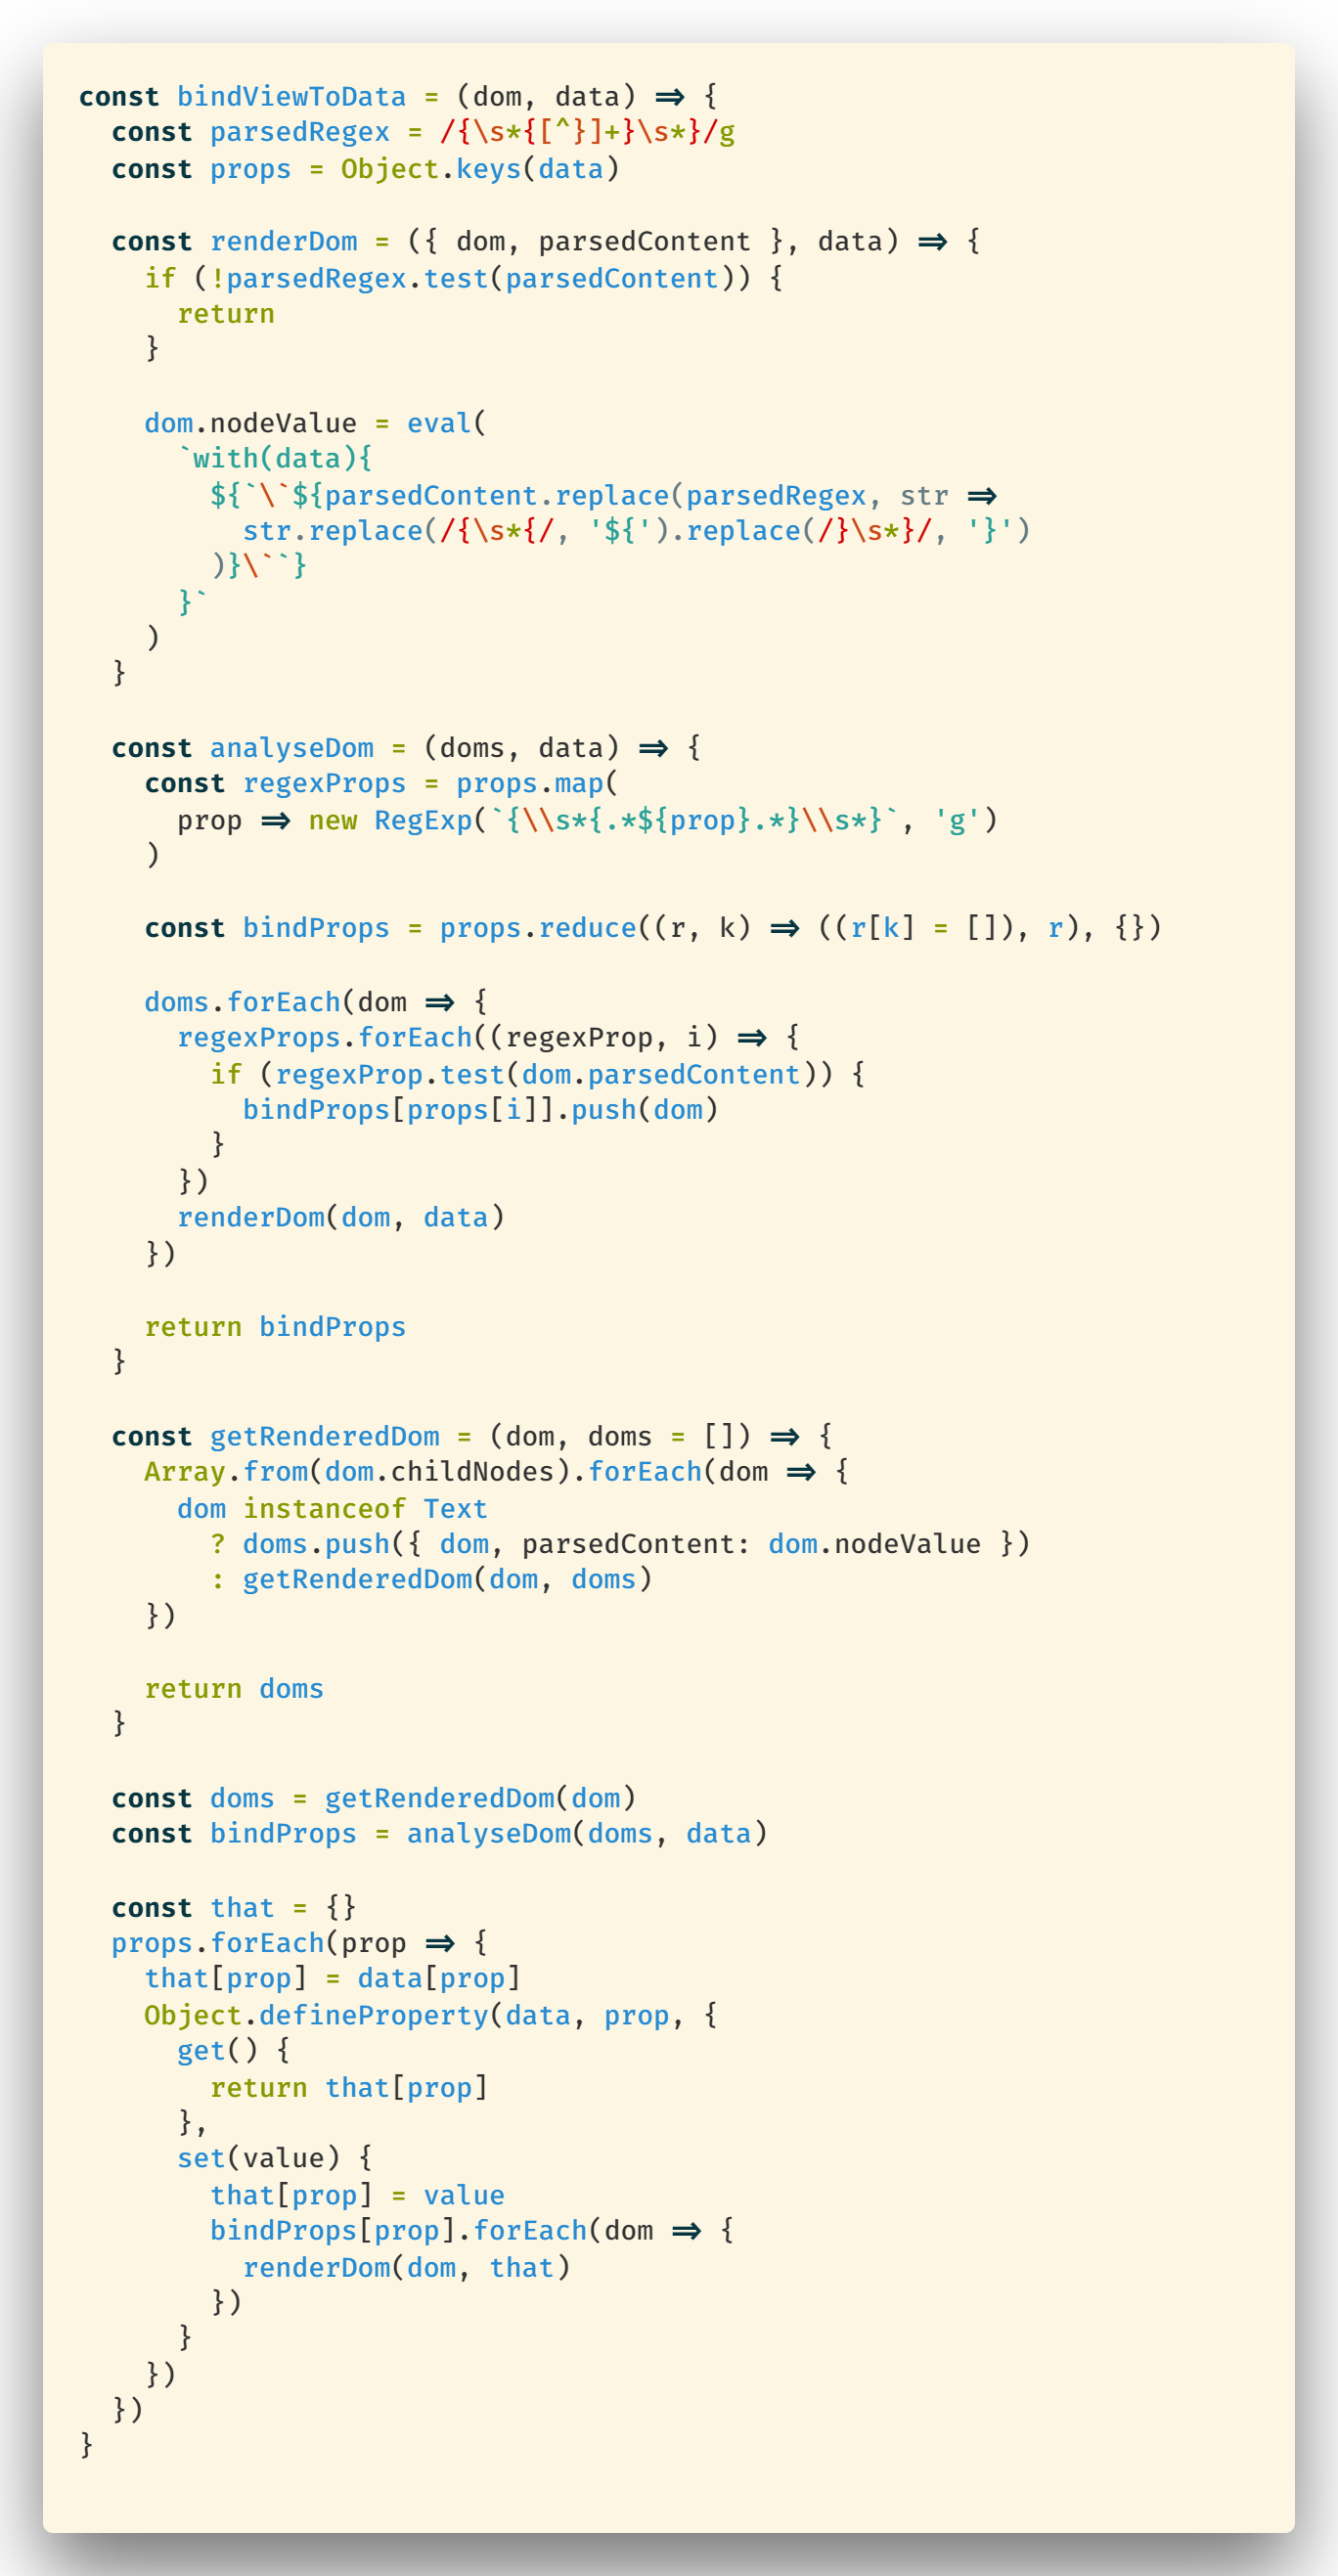 const bindViewToData = (dom, data) => {
  const parsedRegex = /{\s*{[^}]+}\s*}/g
  const props = Object.keys(data)

  const renderDom = ({ dom, parsedContent }, data) => {
    if (!parsedRegex.test(parsedContent)) {
      return
    }

    dom.nodeValue = eval(
      `with(data){
        ${`\`${parsedContent.replace(parsedRegex, str =>
          str.replace(/{\s*{/, '${').replace(/}\s*}/, '}')
        )}\``}
      }`
    )
  }

  const analyseDom = (doms, data) => {
    const regexProps = props.map(
      prop => new RegExp(`{\\s*{.*${prop}.*}\\s*}`, 'g')
    )

    const bindProps = props.reduce((r, k) => ((r[k] = []), r), {})

    doms.forEach(dom => {
      regexProps.forEach((regexProp, i) => {
        if (regexProp.test(dom.parsedContent)) {
          bindProps[props[i]].push(dom)
        }
      })
      renderDom(dom, data)
    })

    return bindProps
  }

  const getRenderedDom = (dom, doms = []) => {
    Array.from(dom.childNodes).forEach(dom => {
      dom instanceof Text
        ? doms.push({ dom, parsedContent: dom.nodeValue })
        : getRenderedDom(dom, doms)
    })

    return doms
  }

  const doms = getRenderedDom(dom)
  const bindProps = analyseDom(doms, data)

  const that = {}
  props.forEach(prop => {
    that[prop] = data[prop]
    Object.defineProperty(data, prop, {
      get() {
        return that[prop]
      },
      set(value) {
        that[prop] = value
        bindProps[prop].forEach(dom => {
          renderDom(dom, that)
        })
      }
    })
  })
}